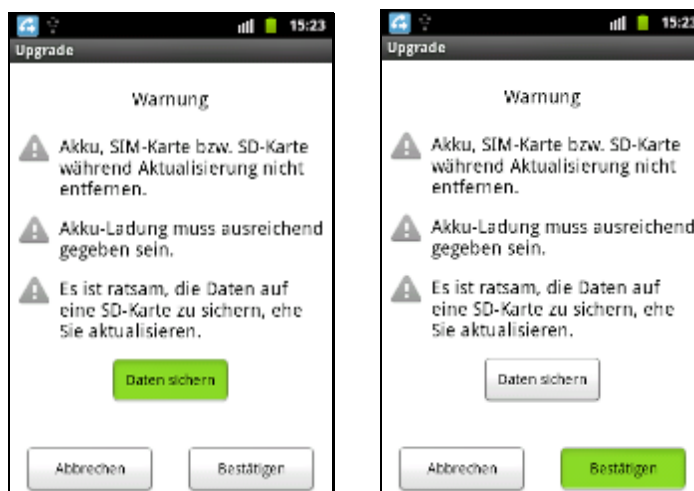 15:23
Upgrade
Warnung
Akku, SIM-Karte bzw. SD-Karte
während Aktualisierung nicht
entfernen.
Akku-Ladung muss ausreichend
gegeben sein.
Es ist ratsam, die Daten auf
eine SD-Karte zu sichern, ehe
Sie aktualisieren.
Daten sichern
Abbrechen Bestätigen
15:23
Upgrade
Warnung
Akku, SIM-Karte bzw. SD-Karte
während Aktualisierung nicht
entfernen.
Akku-Ladung muss ausreichend
gegeben sein.
Es ist ratsam, die Daten auf
eine SD-Karte zu sichern, ehe
Sie aktualisieren.
Daten sichern
Abbrechen Bestätigen